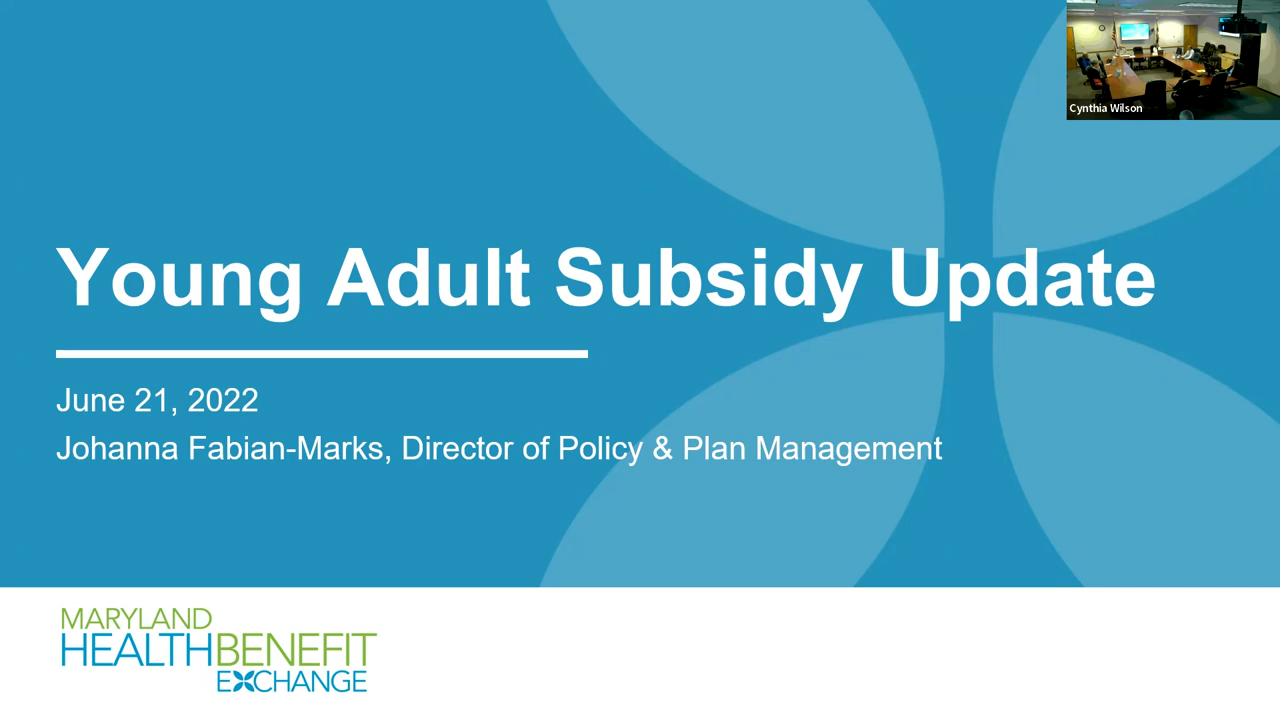 Cynthia Wilson
Young Adult Subsidy Update
June 21, 2022
Johanna Fabian-Marks, Director of Policy & Plan Management
MARYLAND
HEALTHBENEFIT
EXCHANGE